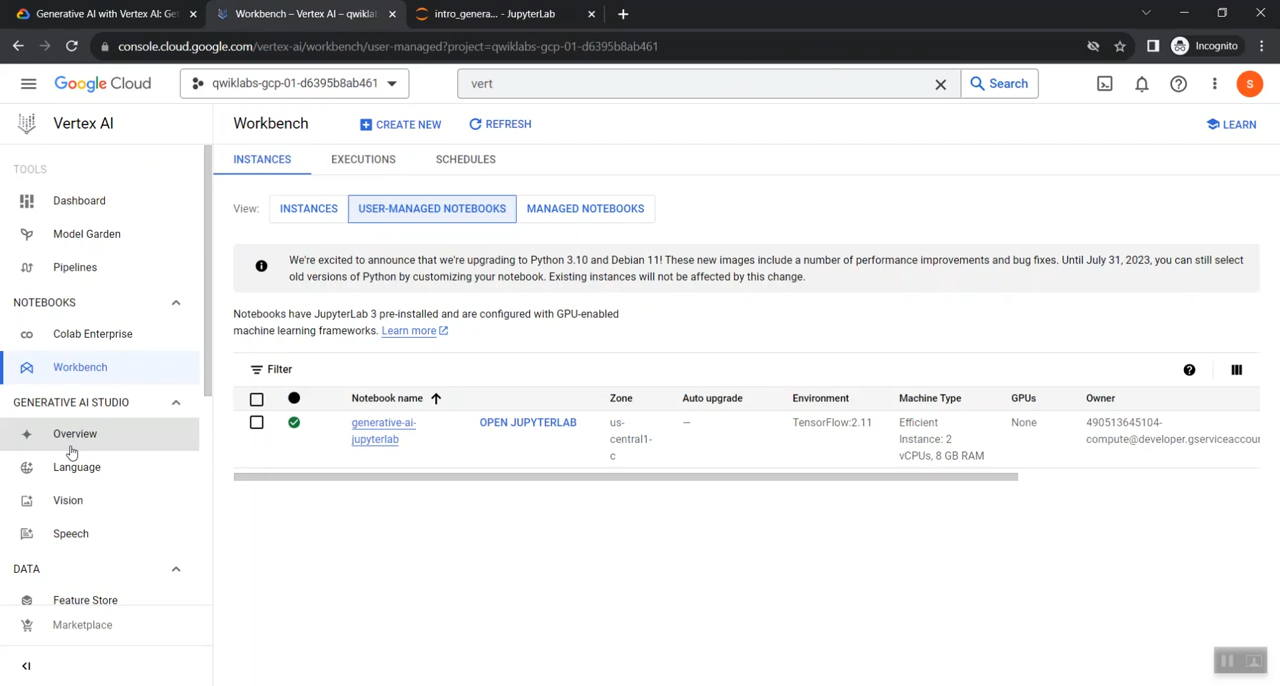 Generative AI with Vertex AI: Get
Workbench – Vertex AI – qwiklab
intro_genera... - JupyterLab
console.cloud.google.com/vertex-ai/workbench/user-managed?project=qwiklabs-gcp-01-d6395b8ab461
Incognito
Google Cloud
qwiklabs-gcp-01-d6395b8ab461
vert
Search
S
Vertex AI
Workbench
CREATE NEW
REFRESH
LEARN
TOOLS
Dashboard
Model Garden
Pipelines
NOTEBOOKS
Colab Enterprise
Workbench
GENERATIVE AI STUDIO
Overview
Language
Vision
Speech
DATA
Feature Store
Marketplace
INSTANCES
EXECUTIONS
SCHEDULES
View:
INSTANCES
USER-MANAGED NOTEBOOKS
MANAGED NOTEBOOKS
We're excited to announce that we're upgrading to Python 3.10 and Debian 11! These new images include a number of performance improvements and bug fixes. Until July 31, 2023, you can still select
old versions of Python by customizing your notebook. Existing instances will not be affected by this change.
Notebooks have JupyterLab 3 pre-installed and are configured with GPU-enabled
machine learning frameworks. Learn more
Filter
Notebook name
Zone
Auto upgrade
Environment
Machine Type
GPUs
Owner
generative-ai-
jupyterlab
OPEN JUPYTERLAB
us-
central1-
c
—
TensorFlow:2.11
Efficient
Instance: 2
vCPUs, 8 GB RAM
None
490513645104-
compute@developer.gserviceaccour